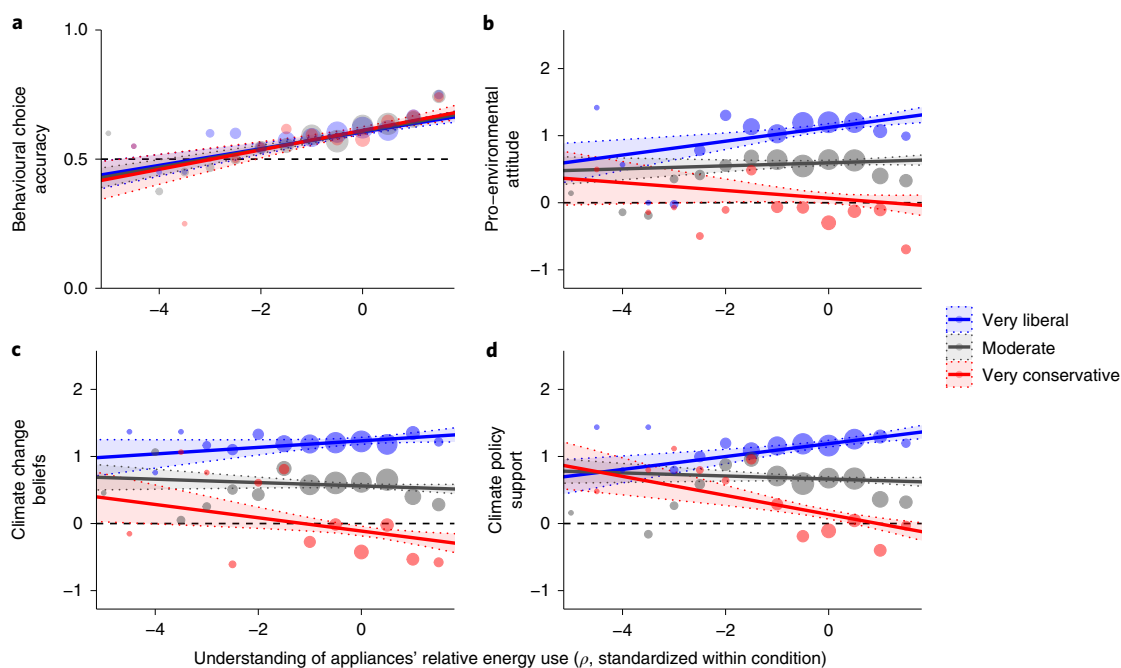 a
1.0
0.5
0.0
Behavioural choice
accuracy
−4
−2
0
b
2
1
0
−1
Pro-environmental
attitude
−4
−2
0
c
2
1
0
−1
Climate change
beliefs
−4
−2
0
d
2
1
0
−1
Climate policy
support
−4
−2
0
Very liberal
Moderate
Very conservative
Understanding of appliances' relative energy use (ρ, standardized within condition)